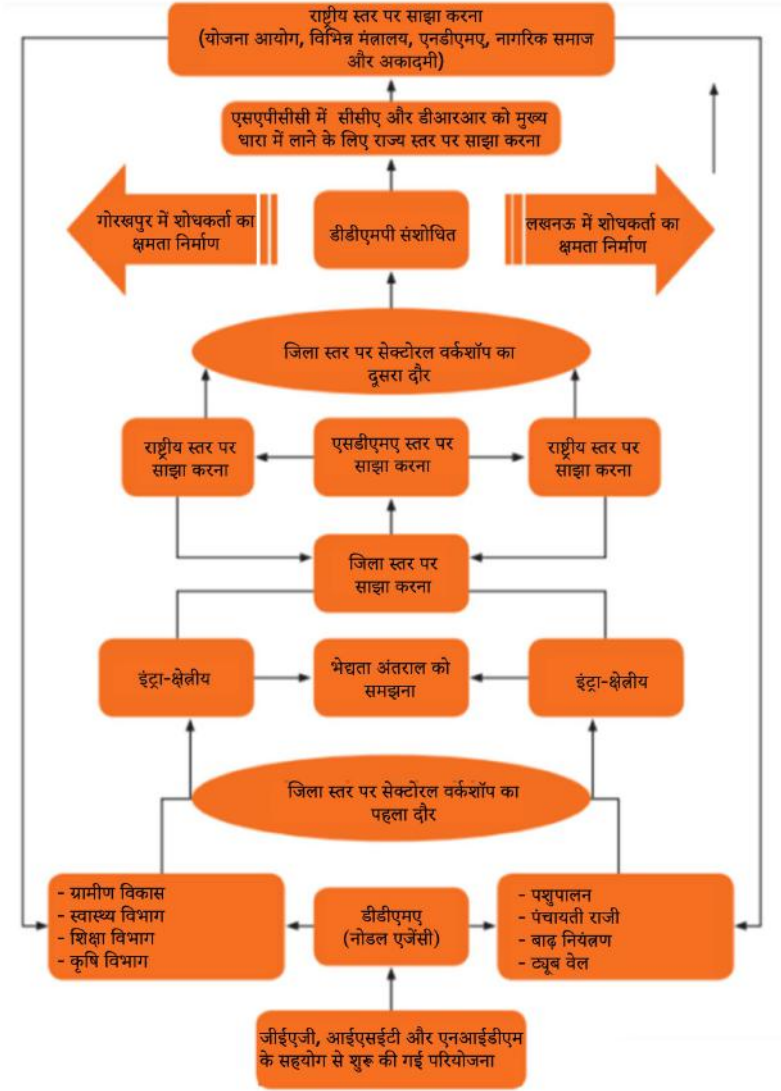 राष्ट्रीय स्तर पर साझा करना
(योजना आयोग, विभिन्न मंत्रालय, एनडीएमए, नागरिक समाज
और अकादमी)
एसएपीसीसी में सीसीए और डीआरआर को मुख्य
धारा में लाने के लिए राज्य स्तर पर साझा करना
गोरखपुर में शोधकर्ता का
क्षमता निर्माण
डीडीएमपी संशोधित
लखनऊ में शोधकर्ता का
क्षमता निर्माण
जिला स्तर पर सेक्टोरल वर्कशॉप का
दूसरा दौर
राष्ट्रीय स्तर पर
साझा करना
एसडीएमए स्तर पर
साझा करना
राष्ट्रीय स्तर पर
साझा करना
जिला स्तर पर
साझा करना
इंट्रा-क्षेत्रीय
भेद्यता अंतराल को
समझना
इंट्रा-क्षेत्रीय
जिला स्तर पर सेक्टोरल वर्कशॉप का
पहला दौर
- ग्रामीण विकास
- स्वास्थ्य विभाग
- शिक्षा विभाग
- कृषि विभाग
डीडीएमए
(नोडल एजेंसी)
- पशुपालन
- पंचायती राजी
- बाढ़ नियंत्रण
- ट्यूब वेल
जीईएजी, आईएसईटी और एनआईडीएम
के सहयोग से शुरू की गई परियोजना